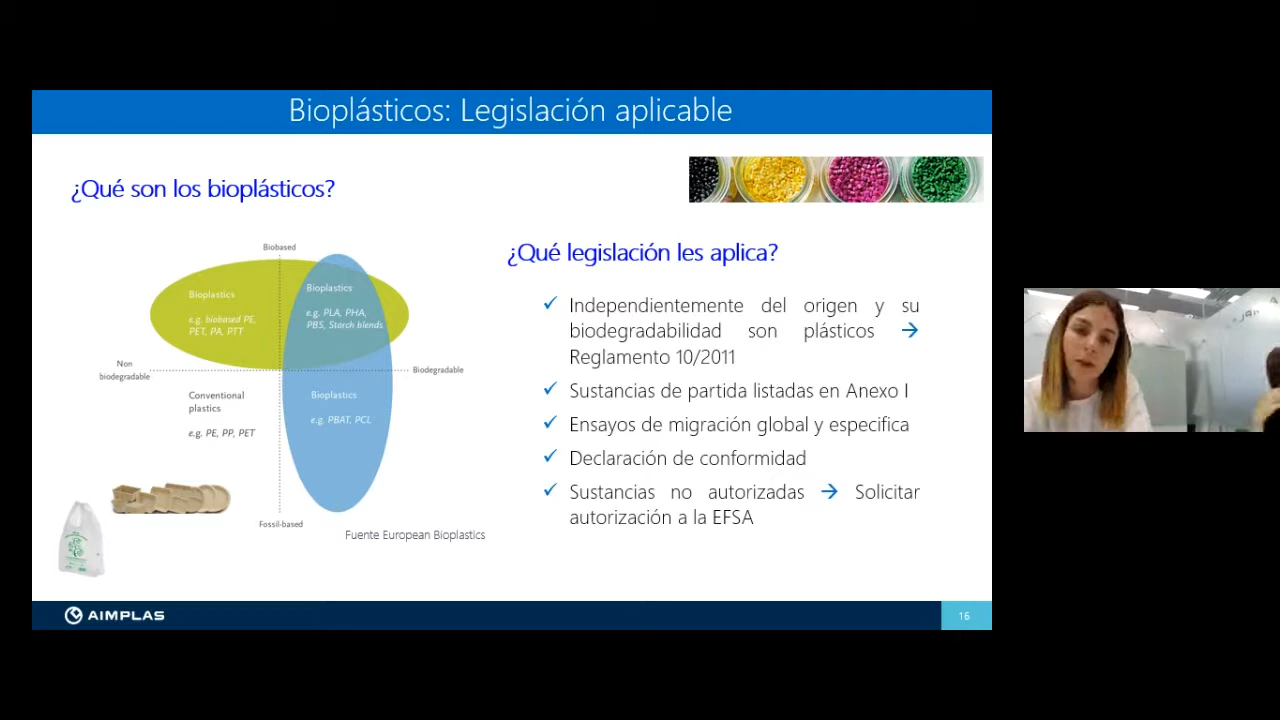 Bioplásticos: Legislación aplicable
¿Qué son los bioplásticos?
Biobased
Bioplastics
e.g. biobased PE,
PET, PA, PTT
Bioplastics
e.g. PLA, PHA,
PBS, Starch blends
Non
biodegradable
Biodegradable
Conventional
plastics
e.g. PE, PP, PET
Bioplastics
e.g. PBAT, PCL
Fossil-based
Fuente European Bioplastics
¿Qué legislación les aplica?
✓ Independientemente del origen y su
biodegradabilidad son plásticos →
Reglamento 10/2011
✓ Sustancias de partida listadas en Anexo I
✓ Ensayos de migración global y especifica
✓ Declaración de conformidad
✓ Sustancias no autorizadas → Solicitar
autorización a la EFSA
AIMPLAS
16